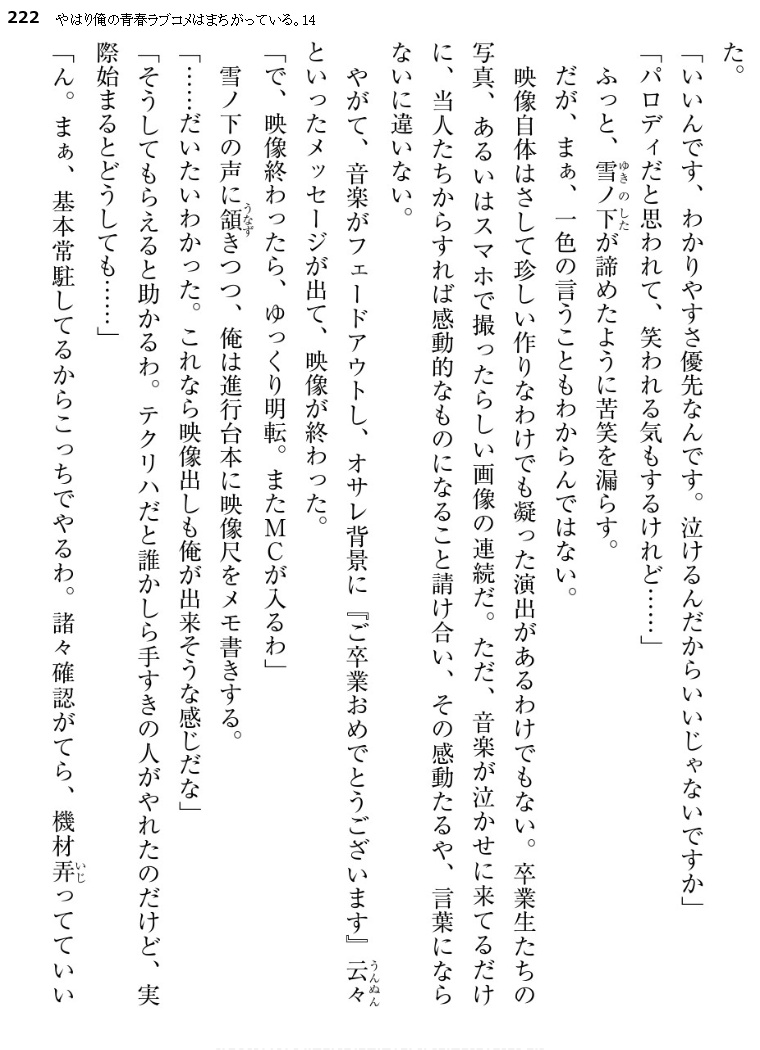 222 やはり俺の青春ラブコメはまちがっている。14
た。
「いいんです、わかりやすさ優先なんです。泣けるんだからいいじゃないですか」
「パロディだと思われて、笑われる気もするけれど……」
ふっと、雪ノ下が諦めたように苦笑を漏らす。
だが、まぁ、一色の言うこともわからんではない。
映像自体はさして珍しい作りなわけでも凝った演出があるわけでもない。卒業生たちの
写真、あるいはスマホで撮ったらしい画像の連続だ。ただ、音楽が泣かせに来てるだけ
に、当人たちからすれば感動的なものになること請け合い、その感動たるや、言葉になら
ないに違いない。
やがて、音楽がフェードアウトし、オサレ背景に『ご卒業おめでとうございます』云々
といったメッセージが出て、映像が終わった。
「で、映像終わったら、ゆっくり明転。またMCが入るわ」
雪ノ下の声に頷きつつ、俺は進行台本に映像尺をメモ書きする。
「……だいたいわかった。これなら映像出しも俺が出来そうな感じだな」
「そうしてもらえると助かるわ。テクリハだと誰かしら手すきの人がやれたのだけど、実
際始まるとどうしても……」
「ん。まぁ、基本常駐してるからこっちでやるわ。諸々確認がてら、機材弄ってていい